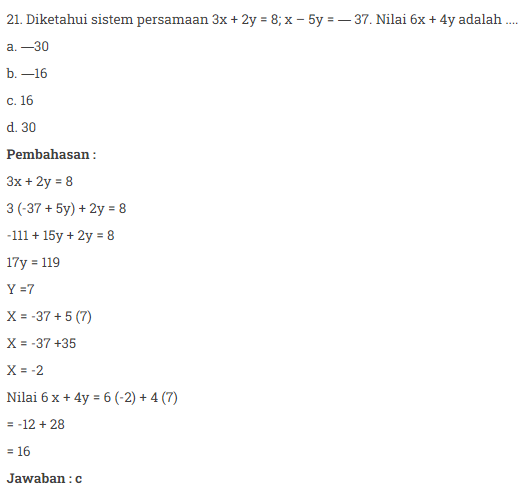 21. Diketahui sistem persamaan 3x + 2y = 8; x – 5y = — 37. Nilai 6x + 4y adalah ....
a. —30
b. —16
c. 16
d. 30
Pembahasan :
3x + 2y = 8
3 (-37 + 5y) + 2y = 8
-111 + 15y + 2y = 8
17y = 119
Y =7
X = -37 + 5 (7)
X = -37 +35
X = -2
Nilai 6 x + 4y = 6 (-2) + 4 (7)
= -12 + 28
= 16
Jawaban : c